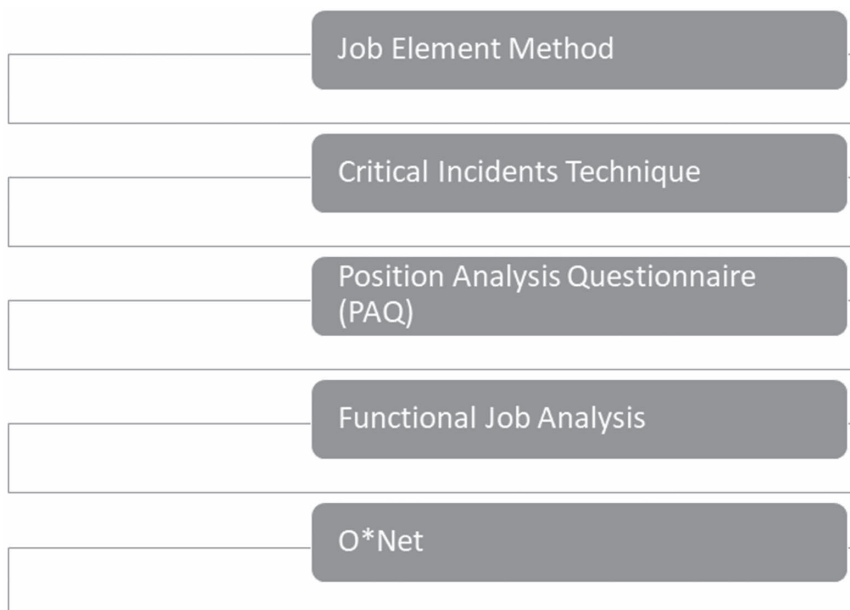 Job Element Method
Critical Incidents Technique
Position Analysis Questionnaire
(PAQ)
Functional Job Analysis
O*Net